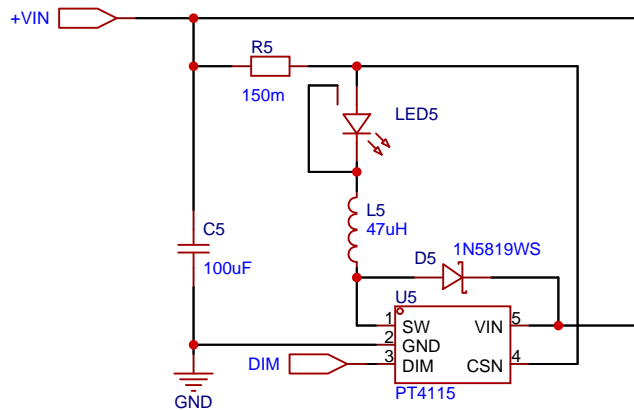 +VIN
R5
150m
LED5
C5
100uF
L5
47uH
D5
1N5819WS
U5
1 SW VIN 5
2 GND
3 DIM CSN 4
DIM
PT4115
GND